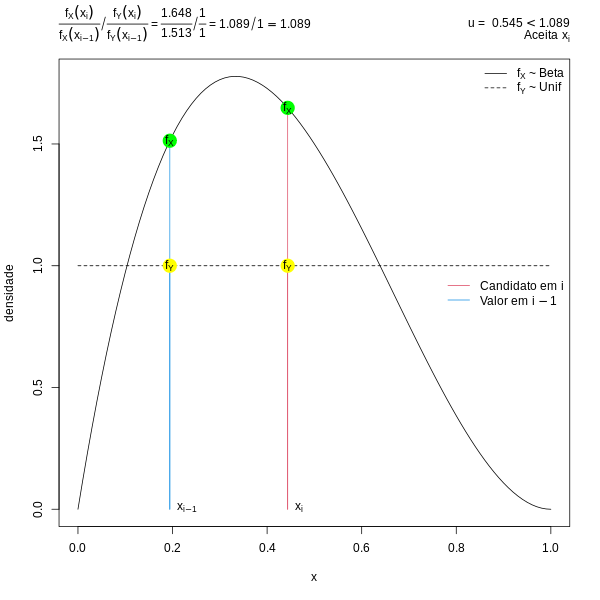 fX(xi) / fY(xi) = 1.648 / 1 = 1.089/1 = 1.089
fX(xi−1) fY(xi−1) 1.513 1
u = 0.545 < 1.089
Aceita xi
fX ~ Beta
fY ~ Unif
fX
fX
fY
fY
Candidato em i
Valor em i − 1
xi−1
xi
densidade
0.0
0.5
1.0
1.5
0.0 0.2 0.4 0.6 0.8 1.0
x